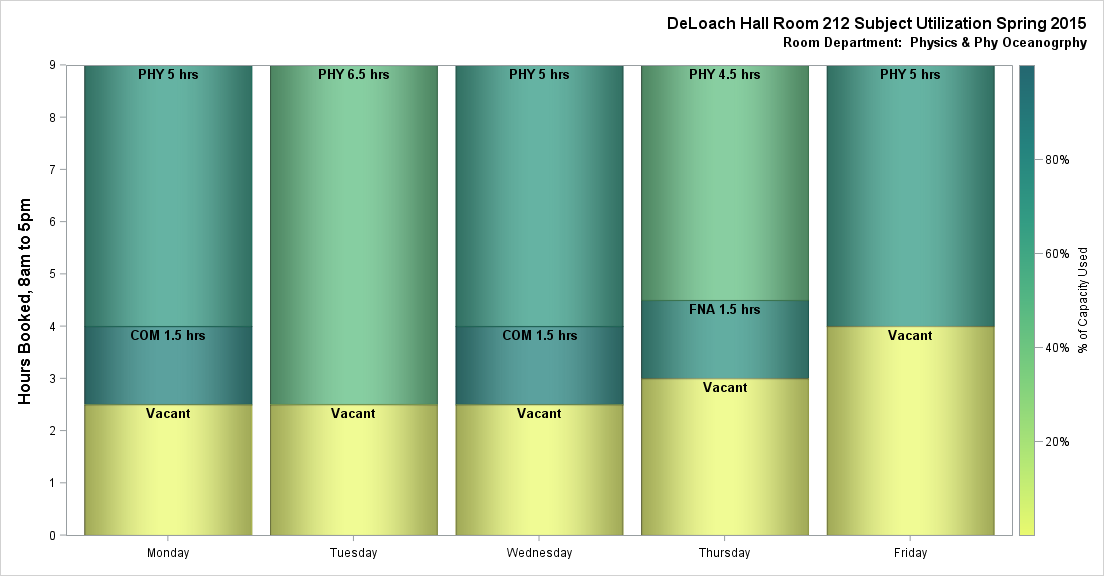 DeLoach Hall Room 212 Subject Utilization Spring 2015
Room Department:  Physics & Phy Oceanogrphy
Hours Booked, 8am to 5pm
9
8
7
6
5
4
3
2
1
0
PHY 5 hrs
COM 1.5 hrs
Vacant
PHY 6.5 hrs
Vacant
PHY 5 hrs
COM 1.5 hrs
Vacant
PHY 4.5 hrs
FNA 1.5 hrs
Vacant
PHY 5 hrs
Vacant
Monday
Tuesday
Wednesday
Thursday
Friday
80%
60%
40%
20%
% of Capacity Used